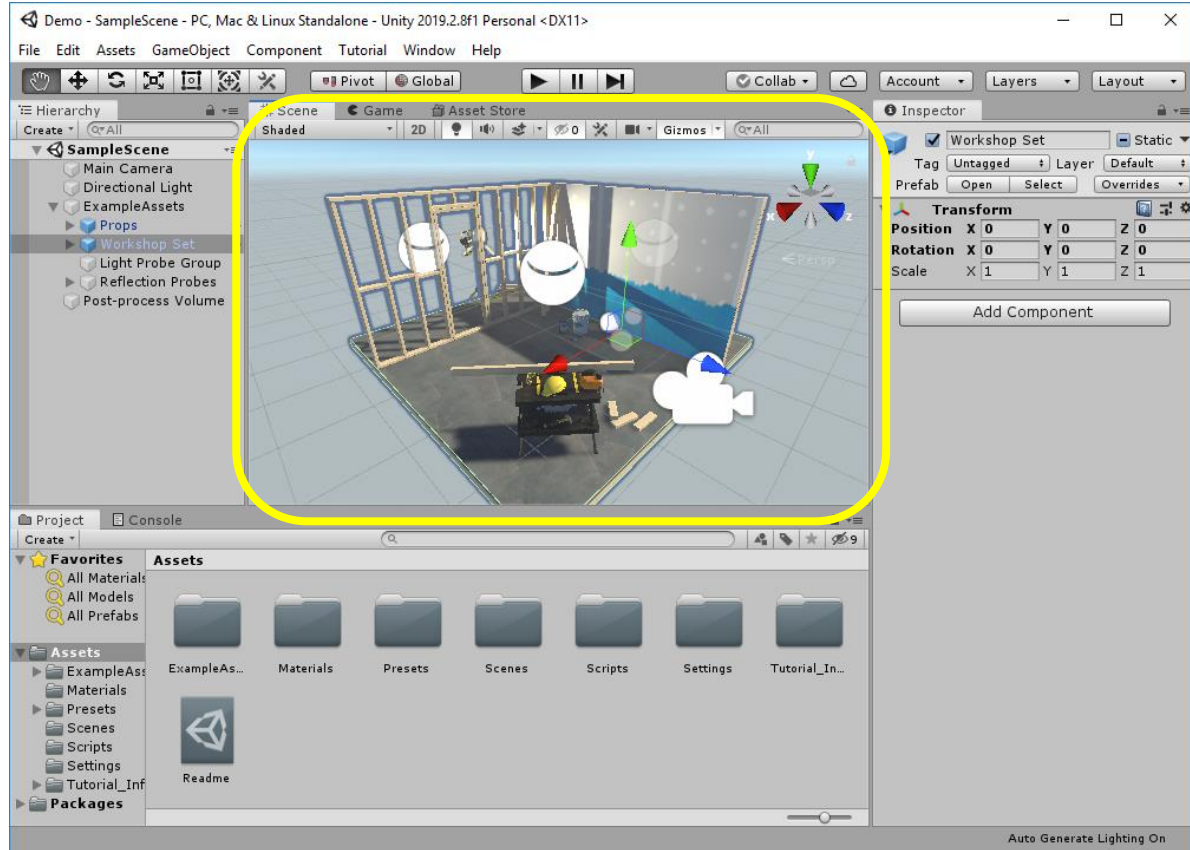 Demo - SampleScene - PC, Mac & Linux Standalone - Unity 2019.2.8f1 Personal <DX11>
File Edit Assets GameObject Component Tutorial Window Help
Pivot Global Collab Account Layers Layout
Hierarchy
Create All
SampleScene
Main Camera
Directional Light
ExampleAssets
Props
Workshop Set
Light Probe Group
Reflection Probes
Post-process Volume
Scene Game Asset Store
Shaded 2D 0 Gizmos All
y
x z
Persp
Inspector
Workshop Set Static
Tag Untagged Layer Default
Prefab Open Select Overrides
Transform
Position X 0 Y 0 Z 0
Rotation X 0 Y 0 Z 0
Scale X 1 Y 1 Z 1
Add Component
Project Console
Create 9
Favorites
All Materials
All Models
All Prefabs
Assets
ExampleAss
Materials
Presets
Scenes
Scripts
Settings
Tutorial_Inf
Packages
Assets
ExampleAs... Materials Presets Scenes Scripts Settings Tutorial_In...
Readme
Auto Generate Lighting On